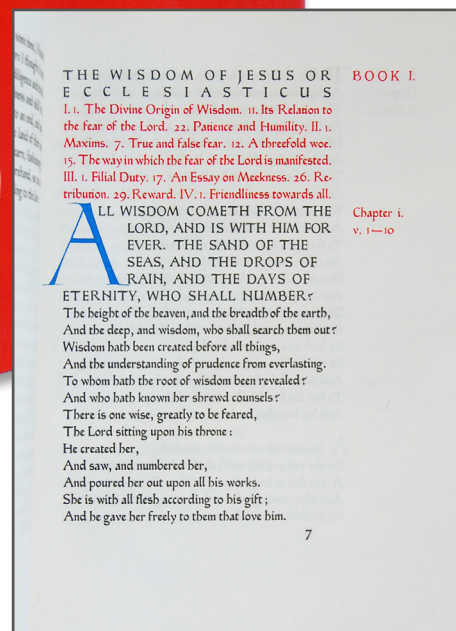 THE WISDOM OF JESUS OR
ECCLESIASTICUS
BOOK I.
I. 1. The Divine Origin of Wisdom. 11. Its Relation to
the fear of the Lord. 22. Patience and Humility. II. 1.
Maxims. 7. True and false fear. 12. A threefold woe.
15. The way in which the fear of the Lord is manifested.
III. 1. Filial Duty. 17. An Essay on Meekness. 26. Re-
tribution. 29. Reward. IV. 1. Friendliness towards all.
ALL WISDOM COMETH FROM THE
LORD, AND IS WITH HIM FOR
EVER. THE SAND OF THE
SEAS, AND THE DROPS OF
RAIN, AND THE DAYS OF
ETERNITY, WHO SHALL NUMBER?
Chapter i.
v. 1—10
The height of the heaven, and the breadth of the earth,
And the deep, and wisdom, who shall search them out?
Wisdom hath been created before all things,
And the understanding of prudence from everlasting.
To whom hath the root of wisdom been revealed?
And who hath known her shrewd counsels?
There is one wise, greatly to be feared,
The Lord sitting upon his throne:
He created her,
And saw, and numbered her,
And poured her out upon all his works.
She is with all flesh according to his gift;
And he gave her freely to them that love him.
7